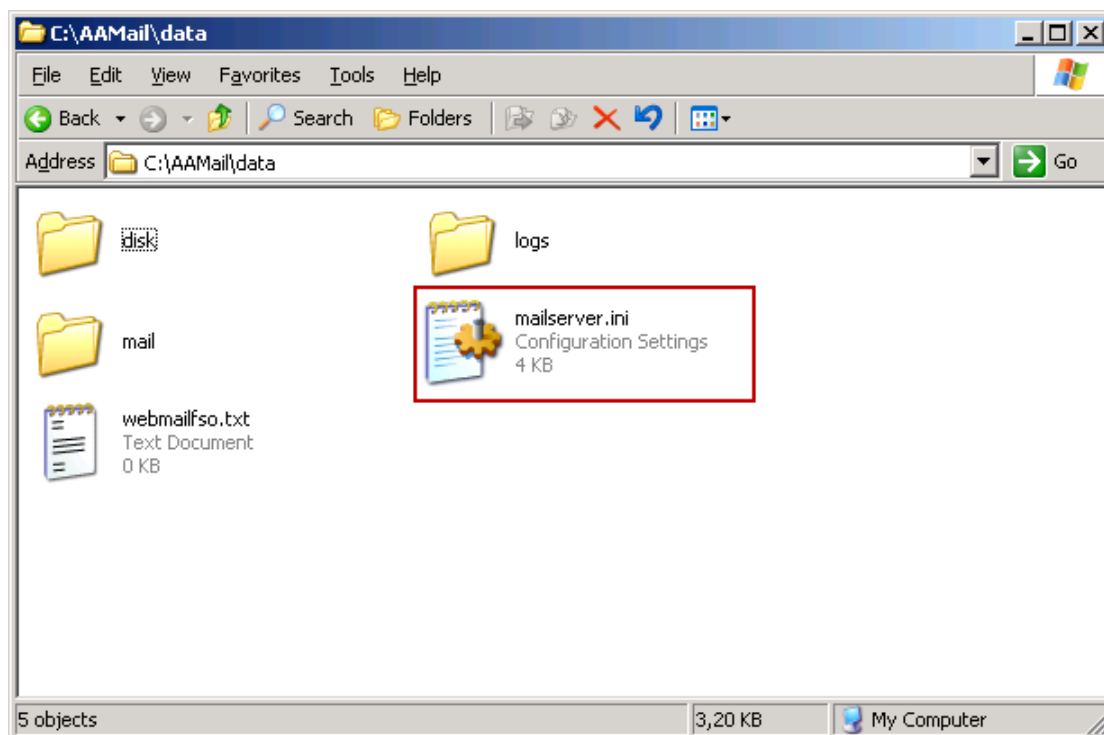 C:\AAMail\data
File Edit View Favorites Tools Help
Back Search Folders
Address C:\AAMail\data Go
disk logs
mail
mailserver.ini
Configuration Settings
4 KB
webmailfso.txt
Text Document
0 KB
5 objects 3,20 KB My Computer